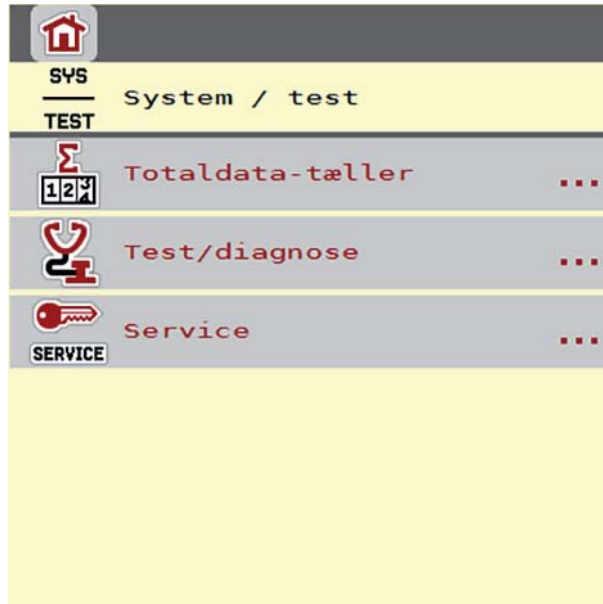 SYS
TEST
System / test
Totaldata-tæller ...
Test/diagnose ...
SERVICE
Service ...